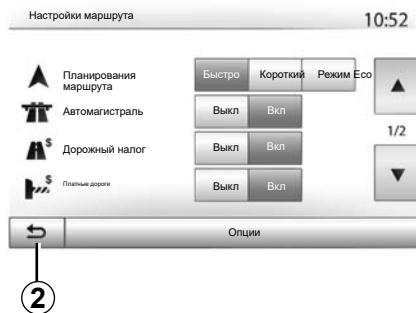 Настройки маршрута 10:52
Планирования
маршрута
Быстро Короткий Режим Eco
Автомагистраль Выкл Вкл
1/2
$ Дорожный налог Выкл Вкл
$ Платные дороги Выкл Вкл
Опции
2